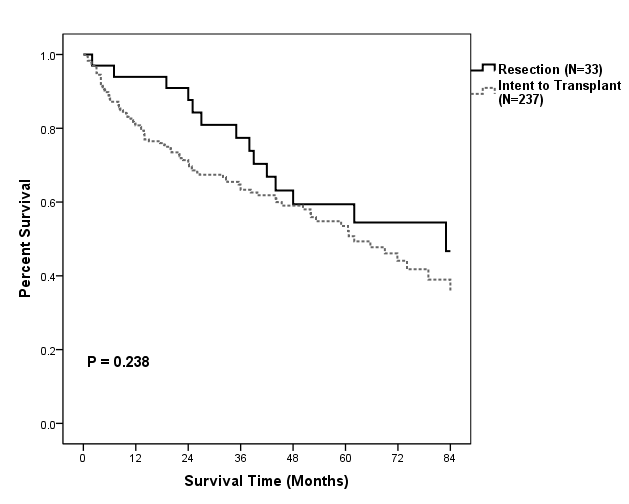 1.0
0.8
0.6
0.4
0.2
0.0
Percent Survival
P = 0.238
0 12 24 36 48 60 72 84
Survival Time (Months)
Resection (N=33)
Intent to Transplant
(N=237)